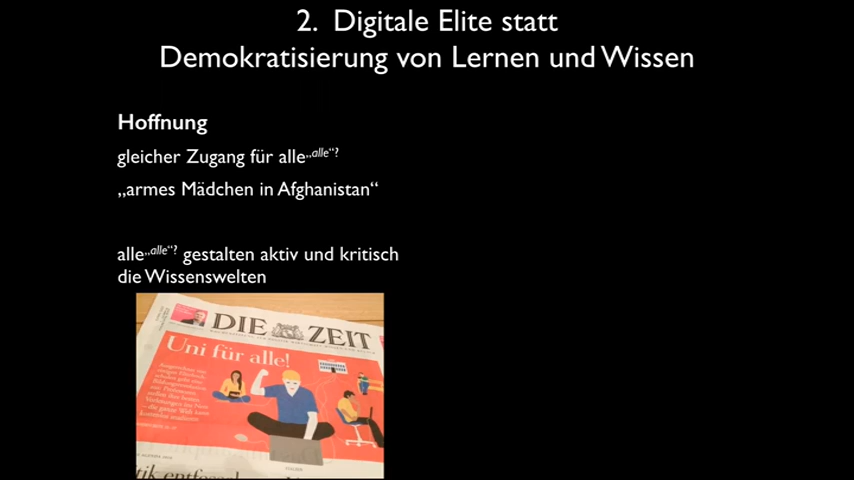 2. Digitale Elite statt
Demokratisierung von Lernen und Wissen
Hoffnung
gleicher Zugang für alle„alle“?
„armes Mädchen in Afghanistan“
alle„alle“? gestalten aktiv und kritisch
die Wissenswelten
DIE ZEIT
Uni für alle!